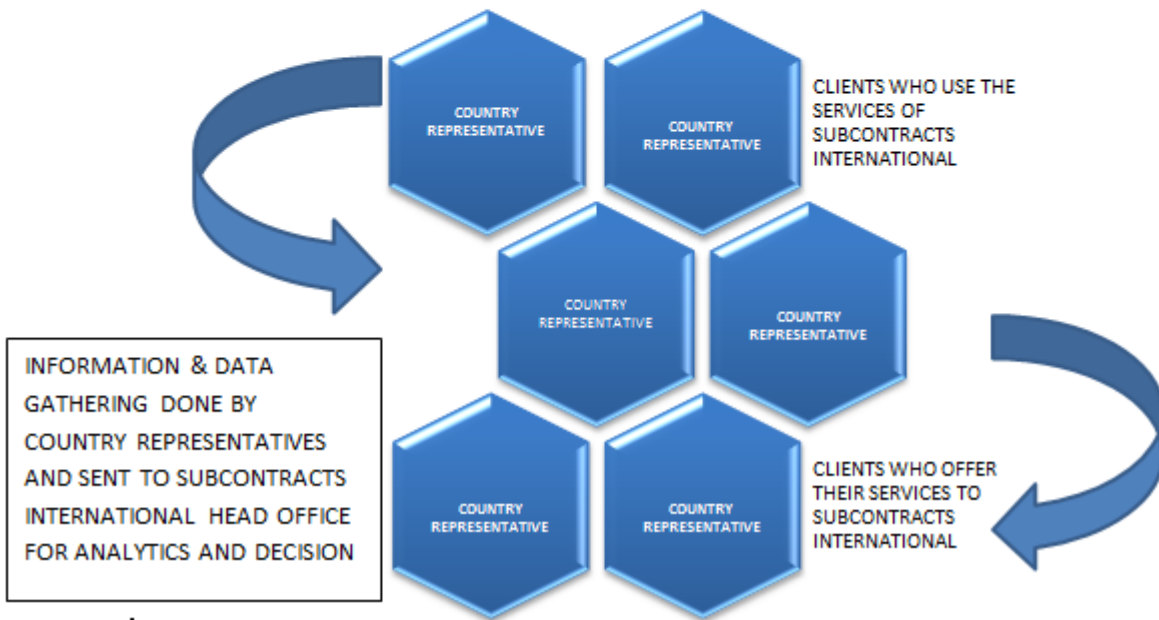 COUNTRY
REPRESENTATIVE
COUNTRY
REPRESENTATIVE
CLIENTS WHO USE THE
SERVICES OF
SUBCONTRACTS
INTERNATIONAL
COUNTRY
REPRESENTATIVE
COUNTRY
REPRESENTATIVE
INFORMATION & DATA
GATHERING DONE BY
COUNTRY REPRESENTATIVES
AND SENT TO SUBCONTRACTS
INTERNATIONAL HEAD OFFICE
FOR ANALYTICS AND DECISION
COUNTRY
REPRESENTATIVE
COUNTRY
REPRESENTATIVE
CLIENTS WHO OFFER
THEIR SERVICES TO
SUBCONTRACTS
INTERNATIONAL